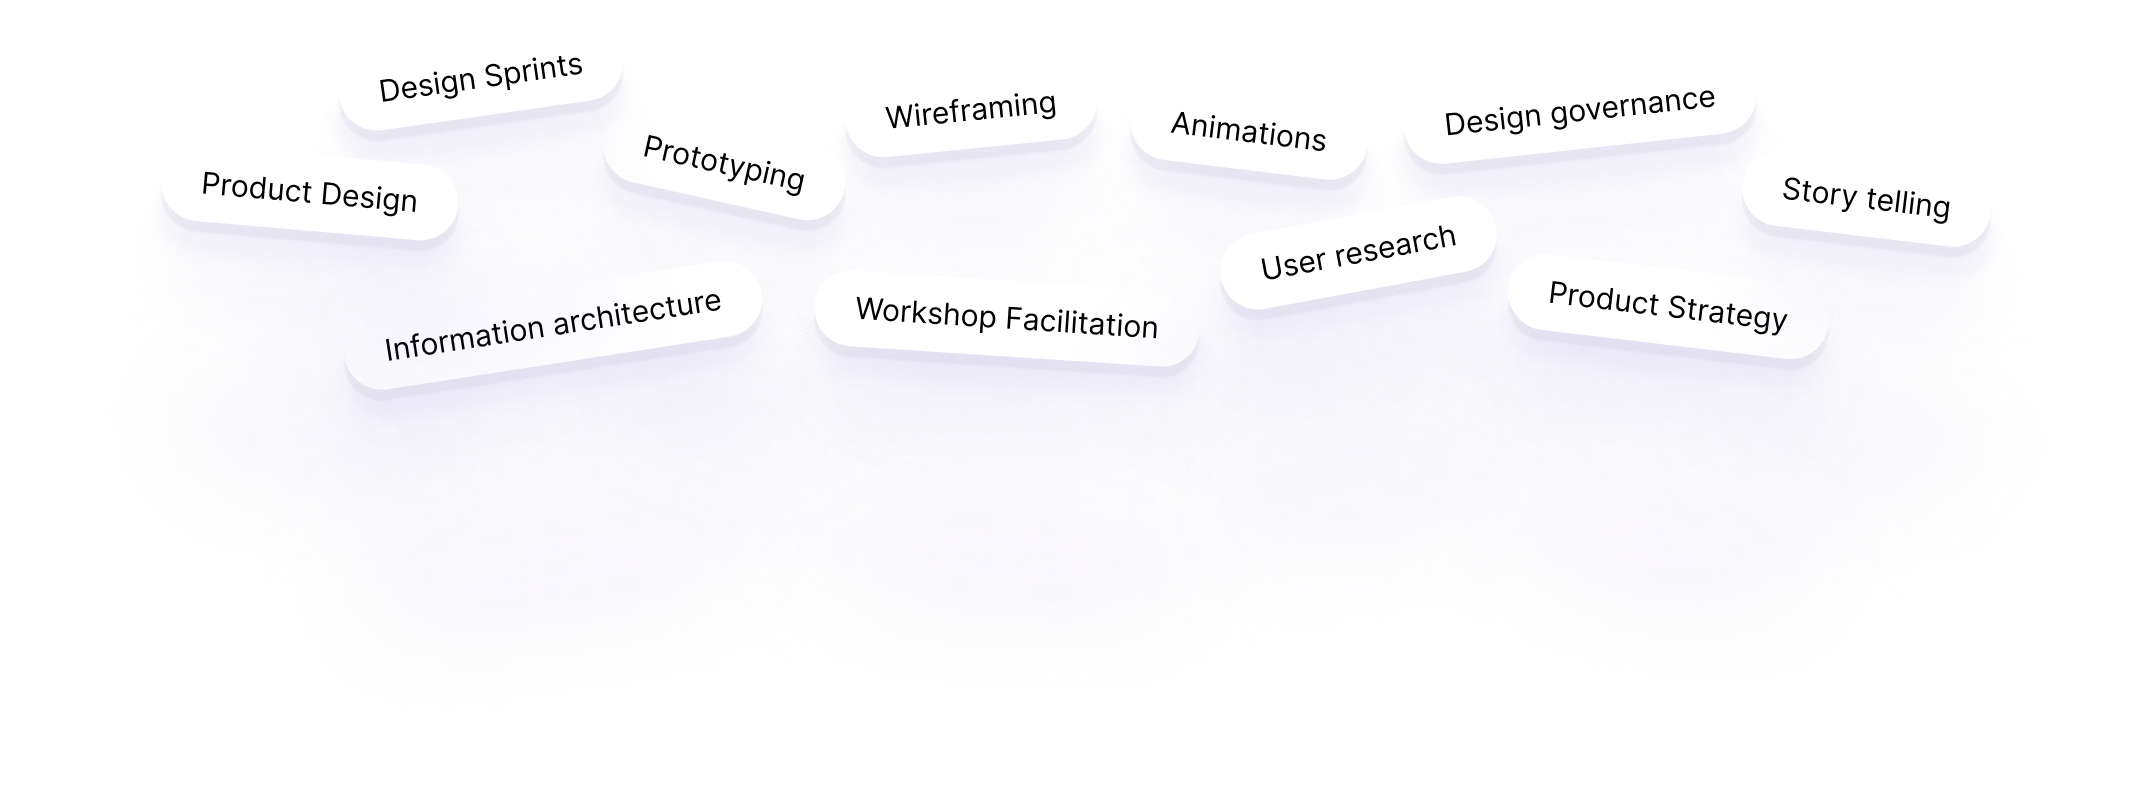 Design Sprints
Wireframing
Animations
Design governance
Prototyping
Product Design
Story telling
User research
Information architecture
Workshop Facilitation
Product Strategy